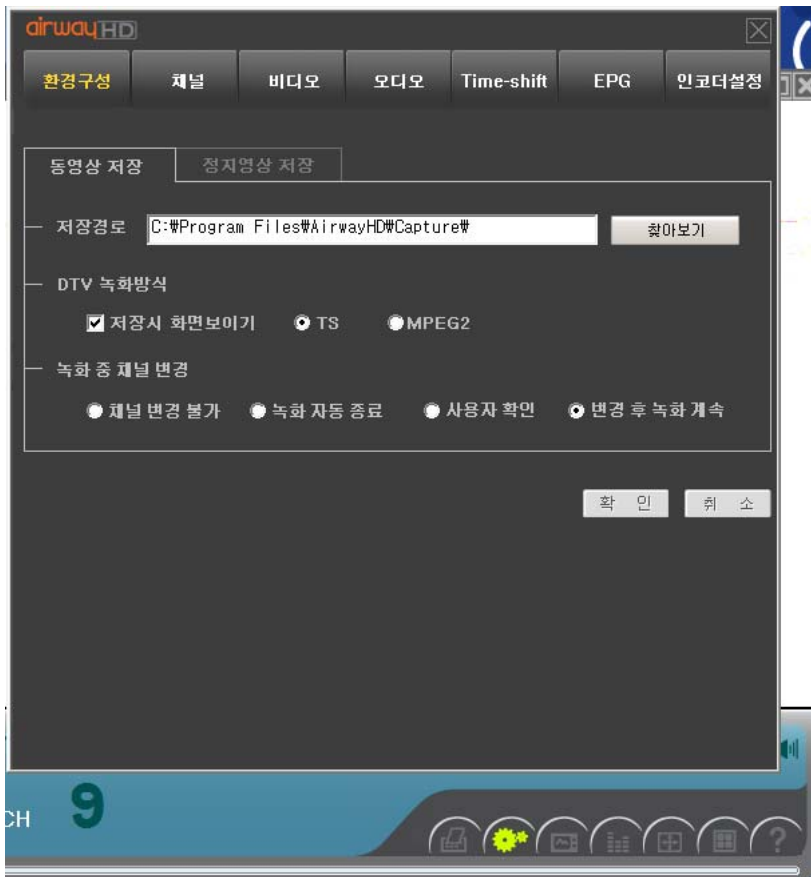 airwayHD
환경구성 채널 비디오 오디오 Time-shift EPG 인코더설정
동영상 저장 정지영상 저장
저장경로 C:₩Program Files₩AirwayHD₩Capture₩ 찾아보기
DTV 녹화방식
저장시 화면보이기 TS MPEG2
녹화 중 채널 변경
채널 변경 불가 녹화 자동 종료 사용자 확인 변경 후 녹화 계속
확 인 취 소
CH 9
?